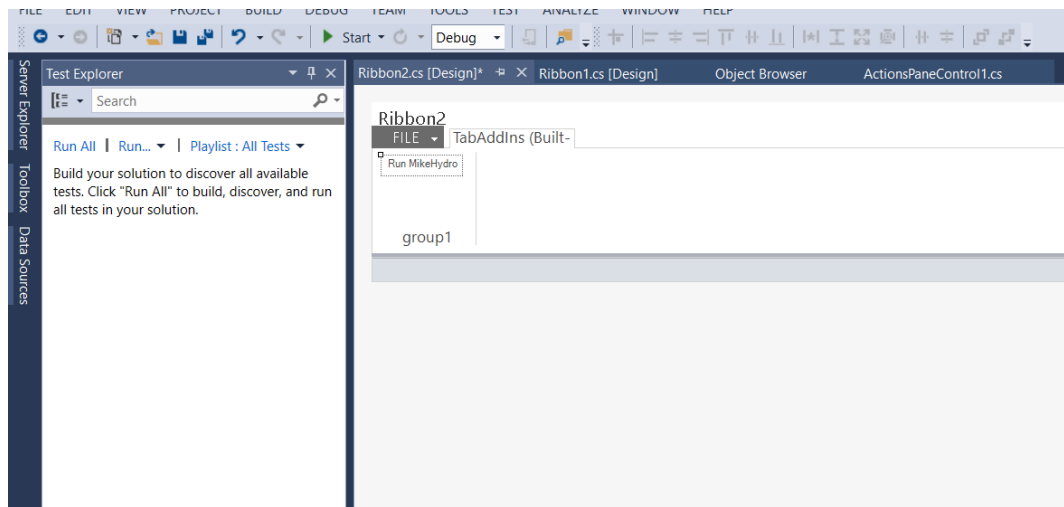 FILE EDIT VIEW PROJECT BUILD DEBUG TEAM TOOLS TEST ANALYZE WINDOW HELP
Start Debug
Server Explorer
Toolbox
Data Sources
Test Explorer
Search
Run All | Run... | Playlist : All Tests
Build your solution to discover all available
tests. Click "Run All" to build, discover, and run
all tests in your solution.
Ribbon2.cs [Design]* Ribbon1.cs [Design] Object Browser ActionsPaneControl1.cs
Ribbon2
FILE TabAddIns (Built-
Run MikeHydro
group1